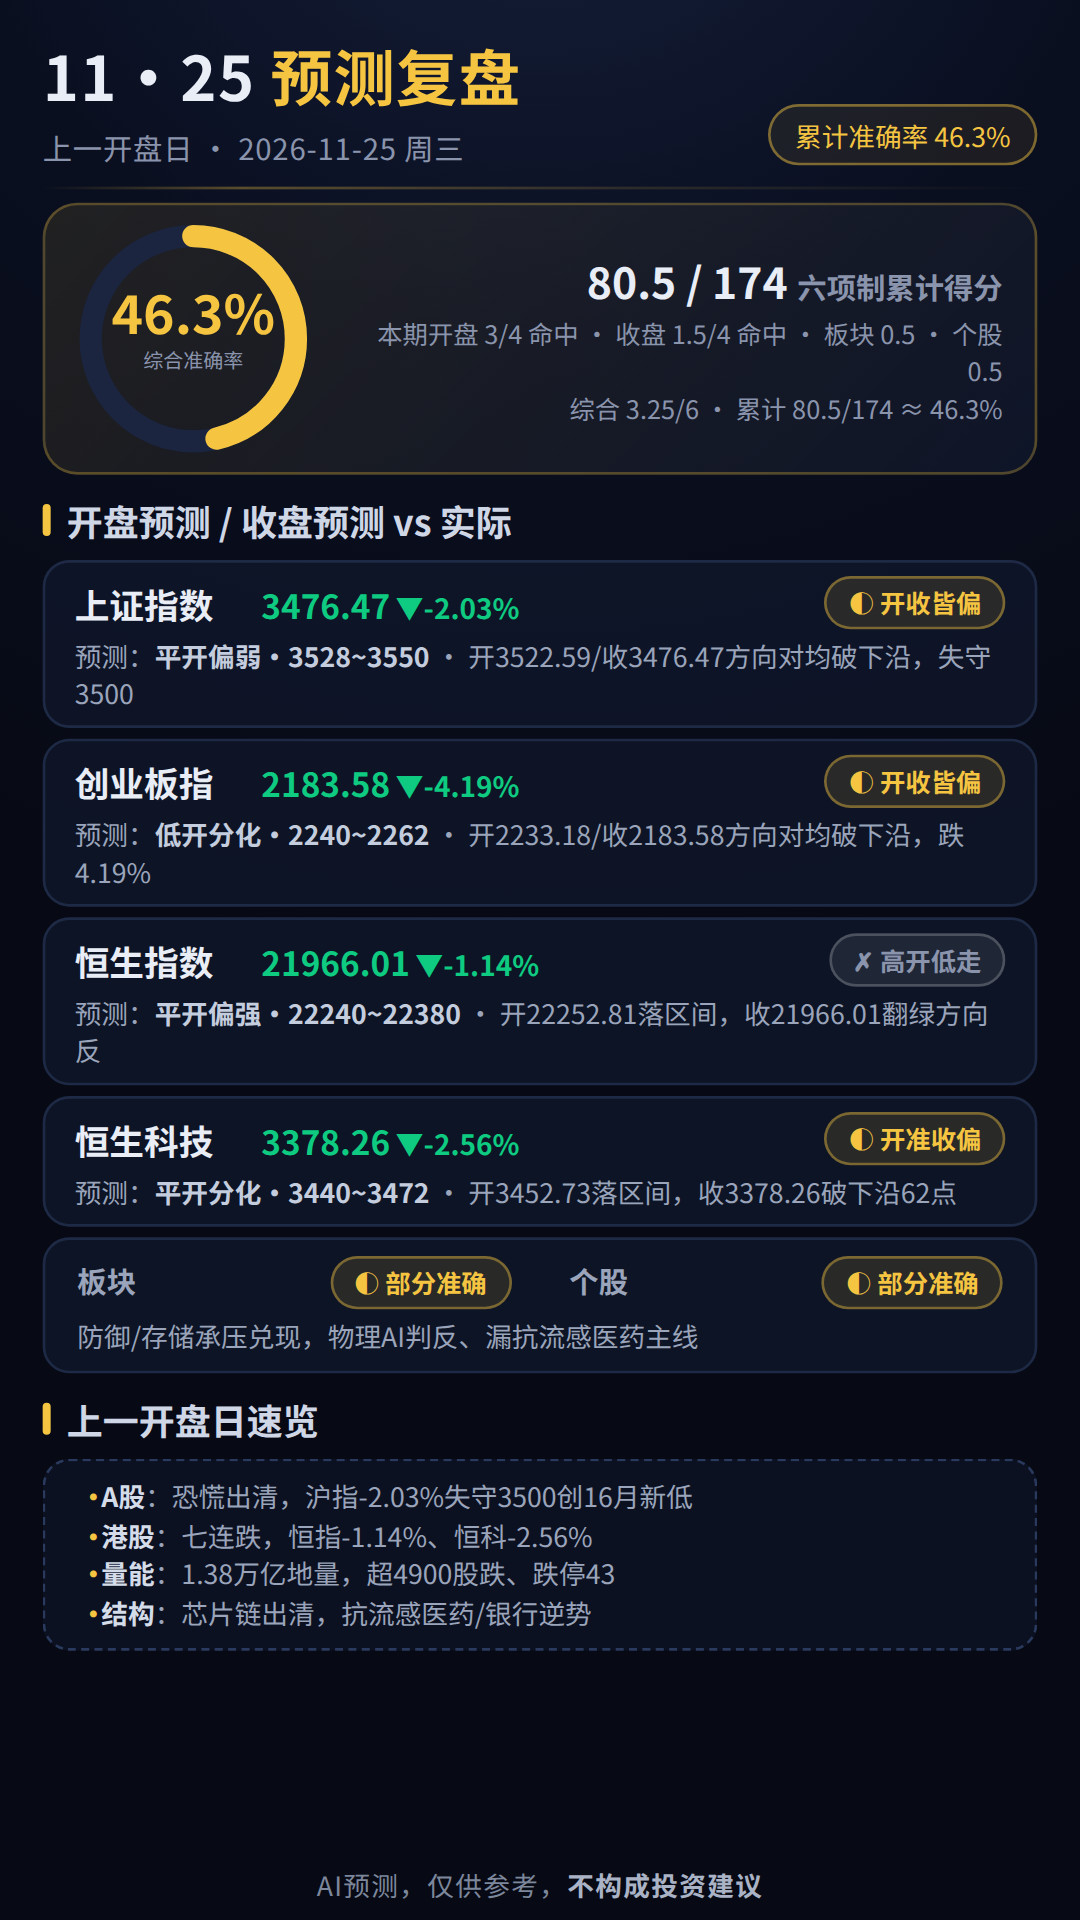 11·25 预测复盘
上一开盘日 · 2026-11-25 周三
累计准确率 46.3%
46.3%
综合准确率
80.5 / 174 六项制累计得分
本期开盘 3/4 命中 · 收盘 1.5/4 命中 · 板块 0.5 · 个股
0.5
综合 3.25/6 · 累计 80.5/174 ≈ 46.3%
开盘预测 / 收盘预测 vs 实际
上证指数 3476.47 ▼-2.03% ◐ 开收皆偏
预测：平开偏弱·3528~3550 · 开3522.59/收3476.47方向对均破下沿，失守
3500
创业板指 2183.58 ▼-4.19% ◐ 开收皆偏
预测：低开分化·2240~2262 · 开2233.18/收2183.58方向对均破下沿，跌
4.19%
恒生指数 21966.01 ▼-1.14% ✗ 高开低走
预测：平开偏强·22240~22380 · 开22252.81落区间，收21966.01翻绿方向
反
恒生科技 3378.26 ▼-2.56% ◐ 开准收偏
预测：平开分化·3440~3472 · 开3452.73落区间，收3378.26破下沿62点
板块 ◐ 部分准确 个股 ◐ 部分准确
防御/存储承压兑现，物理AI判反、漏抗流感医药主线
上一开盘日速览
•A股：恐慌出清，沪指-2.03%失守3500创16月新低
•港股：七连跌，恒指-1.14%、恒科-2.56%
•量能：1.38万亿地量，超4900股跌、跌停43
•结构：芯片链出清，抗流感医药/银行逆势
AI预测，仅供参考，不构成投资建议